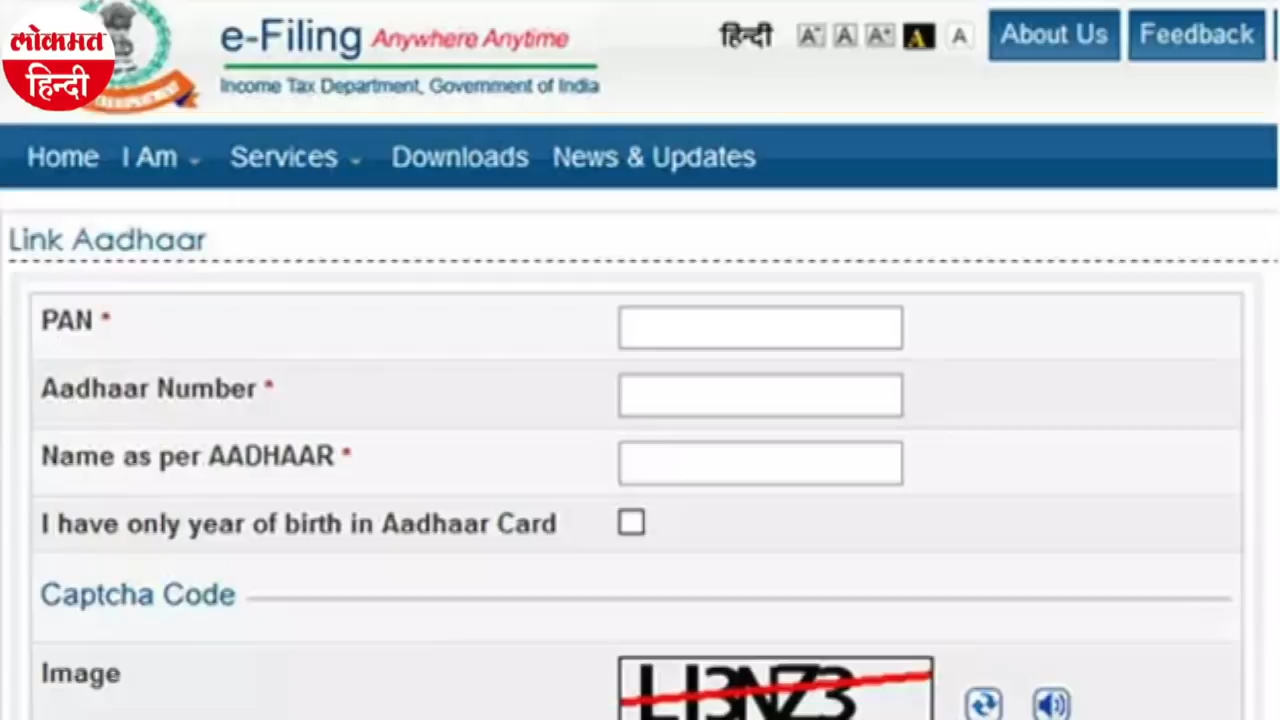 लोकमत
हिन्दी
e-Filing Anywhere Anytime
Income Tax Department, Government of India
हिन्दी A- A A+ A A About Us Feedback
Home I Am Services Downloads News & Updates
Link Aadhaar
PAN *
Aadhaar Number *
Name as per AADHAAR *
I have only year of birth in Aadhaar Card
Captcha Code
Image